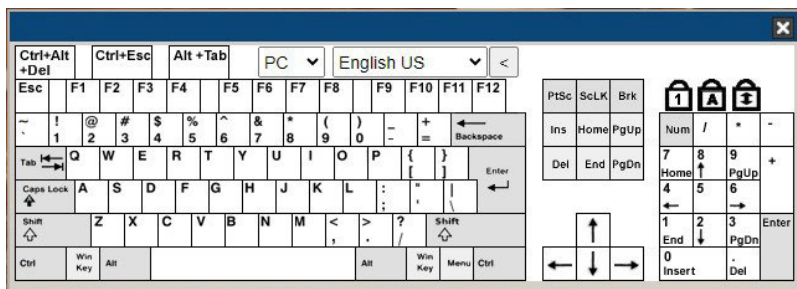 Ctrl+Alt +Del Ctrl+Esc Alt +Tab PC English US <
Esc F1 F2 F3 F4 F5 F6 F7 F8 F9 F10 F11 F12
~ ` ! 1 @ 2 # 3 $ 4 % 5 ^ 6 & 7 * 8 ( 9 ) 0 _ - + = Backspace
Tab Q W E R T Y U I O P { [ } ] Enter
Caps Lock A S D F G H J K L : ; " ' | \
Shift Z X C V B N M < , > . ? / Shift
Ctrl Win Key Alt Alt Win Key Menu Ctrl
PtSc ScLK Brk
Ins Home PgUp
Del End PgDn
1 A
Num / * -
7 Home 8 9 PgUp +
4 5 6
1 End 2 3 PgDn Enter
0 Insert . Del